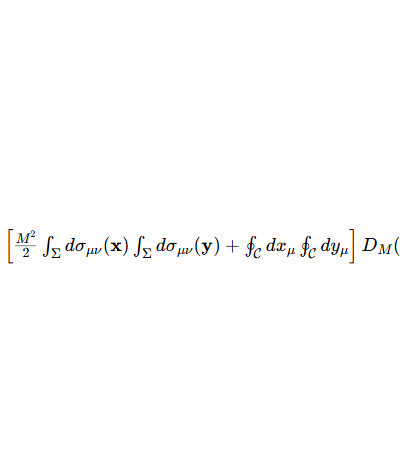 [M²/2 ∫_Σ dσ_μν(𝐱) ∫_Σ dσ_μν(𝐲) + ∮_𝒞 dx_μ ∮_𝒞 dy_μ] D_M(